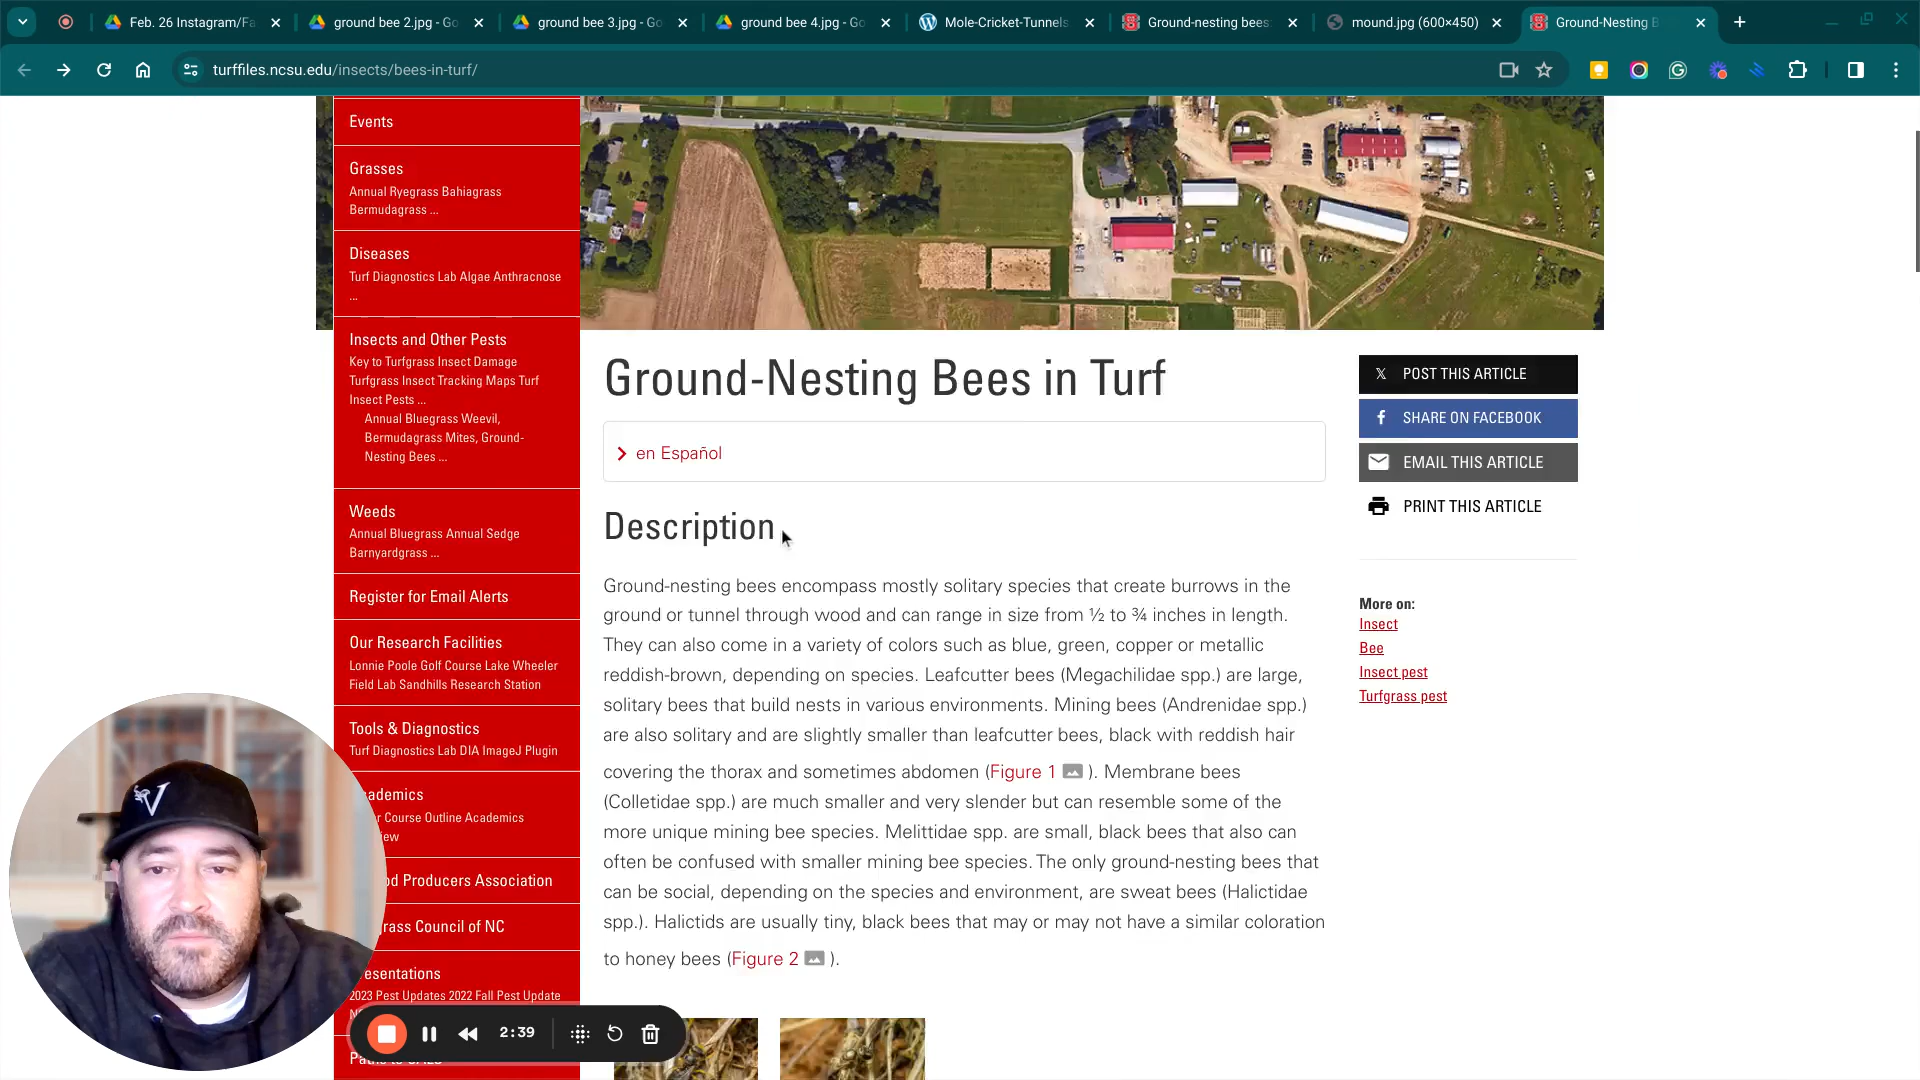 Feb. 26 Instagram/Fa
ground bee 2.jpg - Go
ground bee 3.jpg - Go
ground bee 4.jpg - Go
Mole-Cricket-Tunnels
Ground-nesting bees:
mound.jpg (600×450)
Ground-Nesting B
turffiles.ncsu.edu/insects/bees-in-turf/
Events
Grasses
Annual Ryegrass Bahiagrass
Bermudagrass ...
Diseases
Turf Diagnostics Lab Algae Anthracnose
...
Insects and Other Pests
Key to Turfgrass Insect Damage
Turfgrass Insect Tracking Maps Turf
Insect Pests ...
Annual Bluegrass Weevil,
Bermudagrass Mites, Ground-
Nesting Bees ...
Weeds
Annual Bluegrass Annual Sedge
Barnyardgrass ...
Register for Email Alerts
Our Research Facilities
Lonnie Poole Golf Course Lake Wheeler
Field Lab Sandhills Research Station
Tools & Diagnostics
Turf Diagnostics Lab DIA ImageJ Plugin
ademics
r Course Outline Academics
iew
od Producers Association
grass Council of NC
esentations
2023 Pest Updates 2022 Fall Pest Update
Ground-Nesting Bees in Turf
en Español
Description
Ground-nesting bees encompass mostly solitary species that create burrows in the
ground or tunnel through wood and can range in size from ½ to ¾ inches in length.
They can also come in a variety of colors such as blue, green, copper or metallic
reddish-brown, depending on species. Leafcutter bees (Megachilidae spp.) are large,
solitary bees that build nests in various environments. Mining bees (Andrenidae spp.)
are also solitary and are slightly smaller than leafcutter bees, black with reddish hair
covering the thorax and sometimes abdomen (Figure 1 ). Membrane bees
(Colletidae spp.) are much smaller and very slender but can resemble some of the
more unique mining bee species. Melittidae spp. are small, black bees that also can
often be confused with smaller mining bee species. The only ground-nesting bees that
can be social, depending on the species and environment, are sweat bees (Halictidae
spp.). Halictids are usually tiny, black bees that may or may not have a similar coloration
to honey bees (Figure 2 ).
POST THIS ARTICLE
SHARE ON FACEBOOK
EMAIL THIS ARTICLE
PRINT THIS ARTICLE
More on:
Insect
Bee
Insect pest
Turfgrass pest
V
2:39